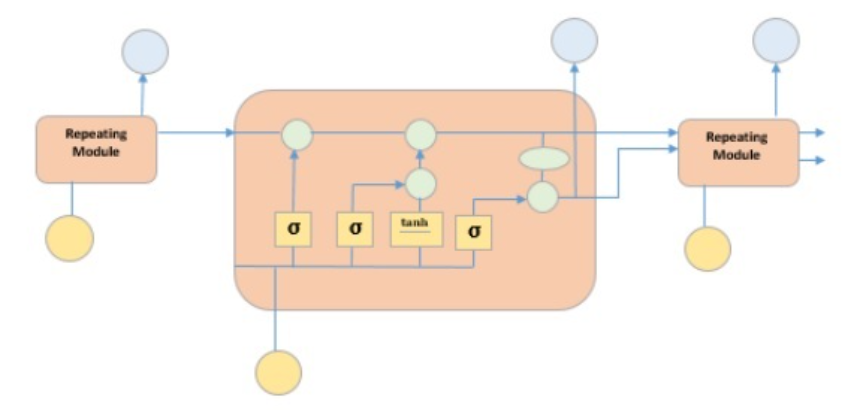 Repeating
Module
σ
σ
tanh
σ
Repeating
Module